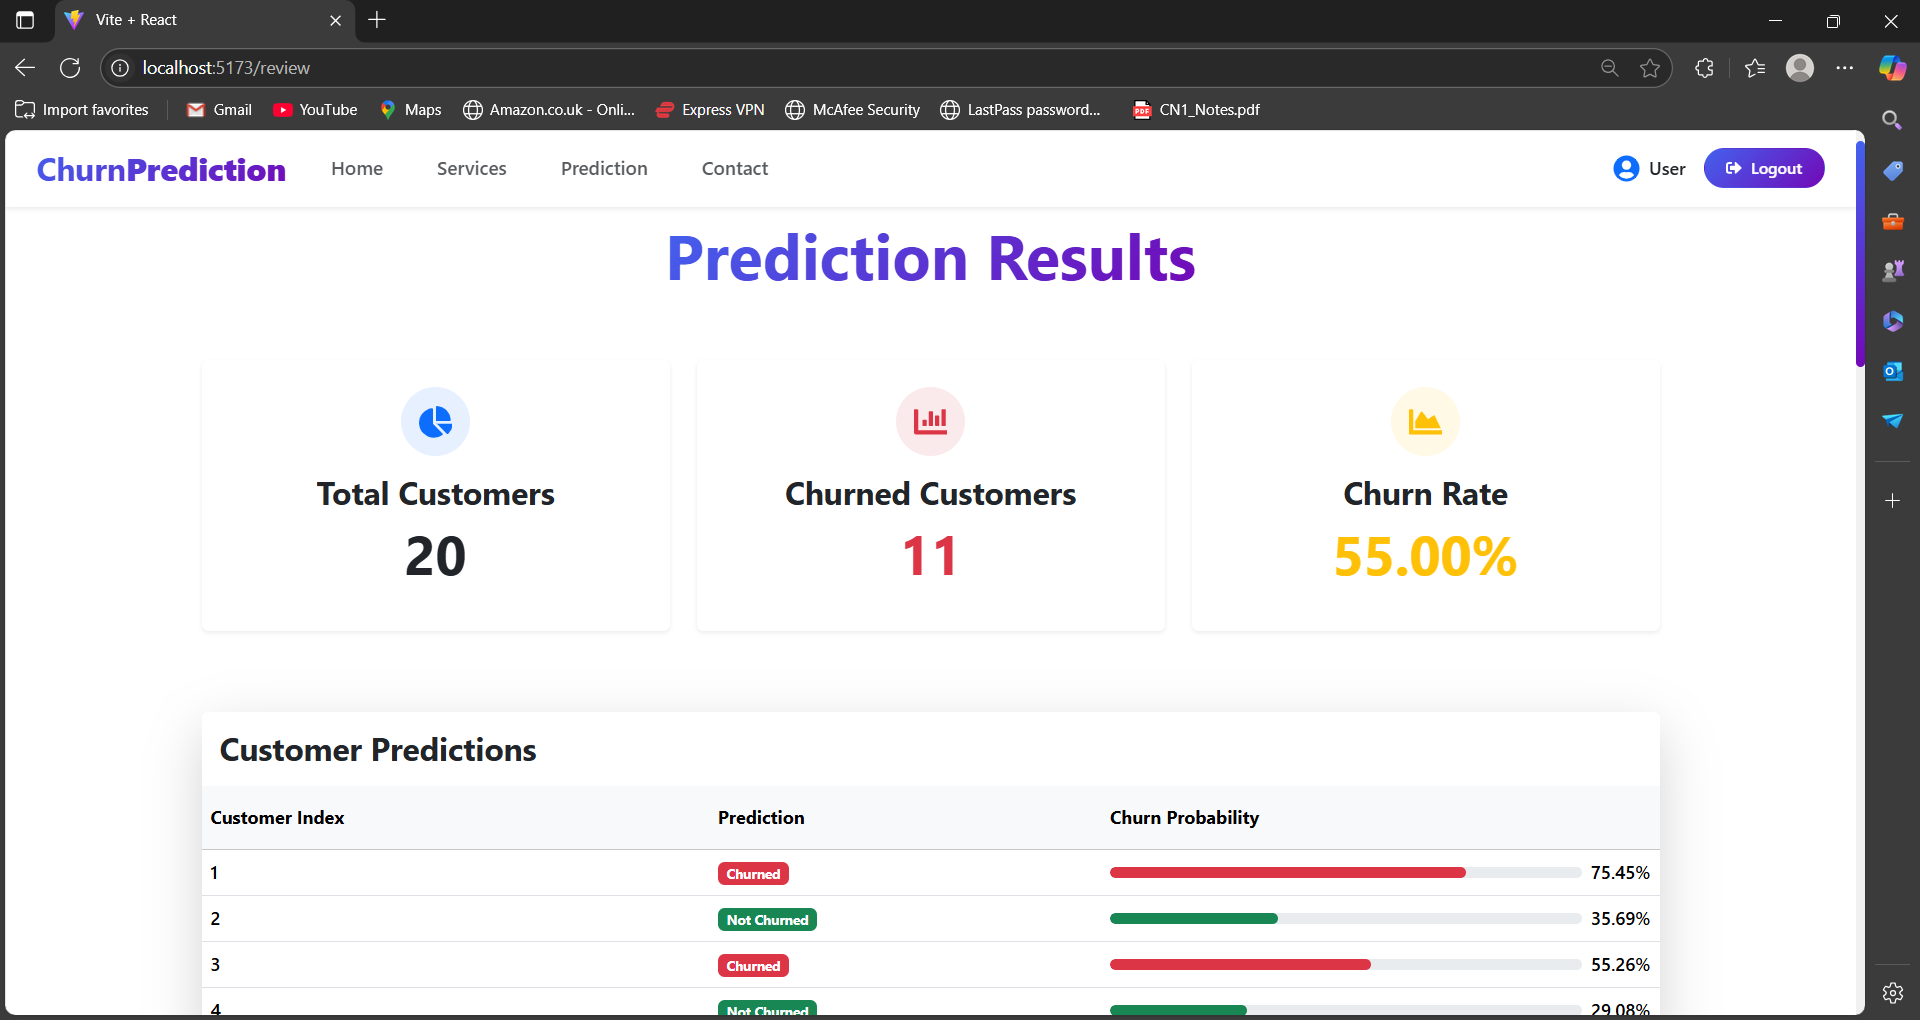 Vite + React
localhost:5173/review
Import favorites
Gmail
YouTube
Maps
Amazon.co.uk - Onli...
Express VPN
McAfee Security
LastPass password...
PDF
CN1_Notes.pdf
ChurnPrediction
Home
Services
Prediction
Contact
User
Logout
Prediction Results
Total Customers
20
Churned Customers
11
Churn Rate
55.00%
Customer Predictions
Customer Index Prediction Churn Probability
1 Churned 75.45%
2 Not Churned 35.69%
3 Churned 55.26%
4 Not Churned 29.08%